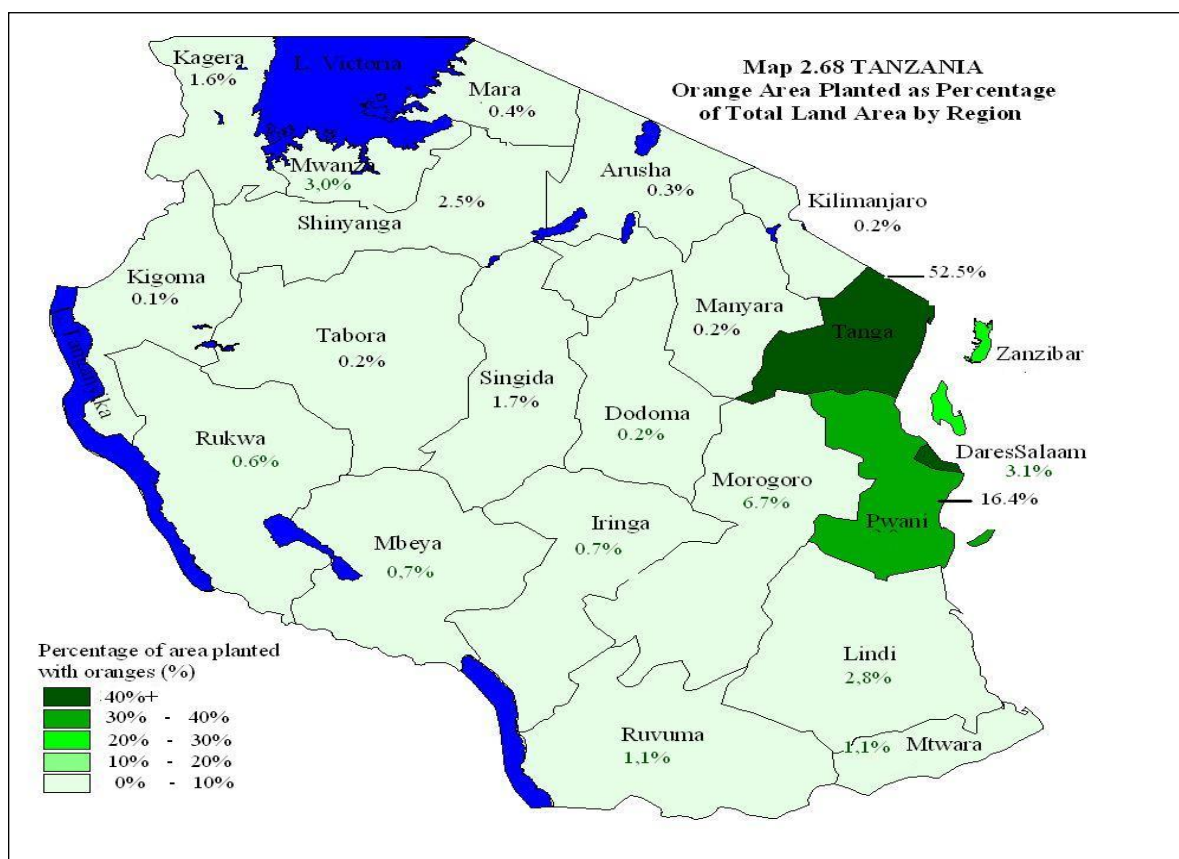 Kagera
1.6%
L. Victoria
Mara
0.4%
Map 2.68 TANZANIA
Orange Area Planted as Percentage
of Total Land Area by Region
Mwanza
3,0%
Arusha
0.3%
2.5%
Shinyanga
Kilimanjaro
0.2%
Kigoma
0.1%
52.5%
Manyara
0.2%
Tabora
0.2%
Tanga
Zanzibar
Singida
1.7%
Dodoma
0.2%
Rukwa
0.6%
DaresSalaam
3.1%
Morogoro
6.7%
16.4%
Iringa
0.7%
Pwani
Mbeya
0,7%
Percentage of area planted
with oranges (%)
40%+
30% - 40%
20% - 30%
10% - 20%
0% - 10%
Lindi
2,8%
Ruvuma
1,1%
1,1%
Mtwara